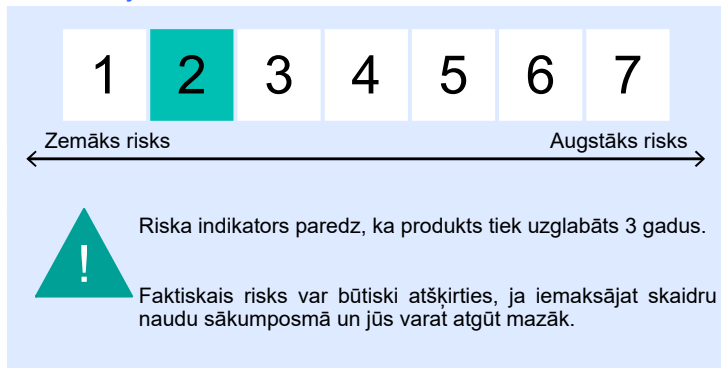 1 2 3 4 5 6 7
Zemāks risks Augstāks risks
!
Riska indikators paredz, ka produkts tiek uzglabāts 3 gadus.
Faktiskais risks var būtiski atšķirties, ja iemaksājat skaidru
naudu sākumposmā un jūs varat atgūt mazāk.